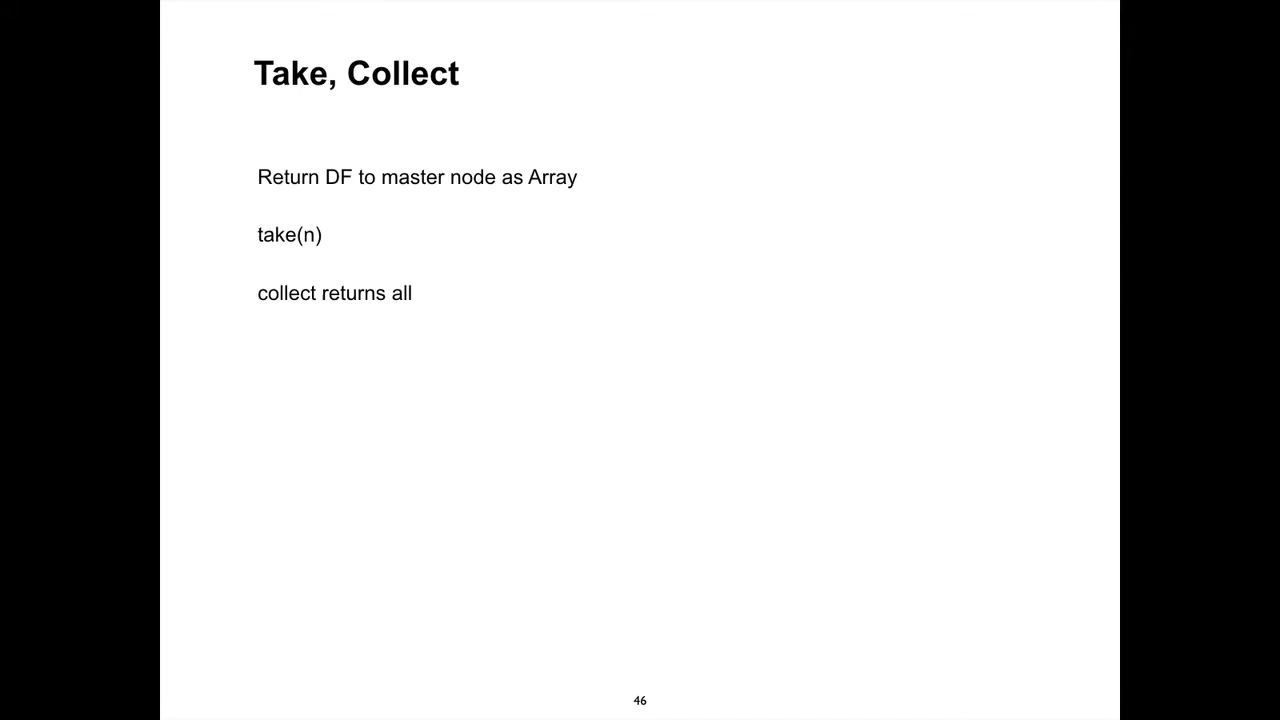 Take, Collect
Return DF to master node as Array
take(n)
collect returns all
46